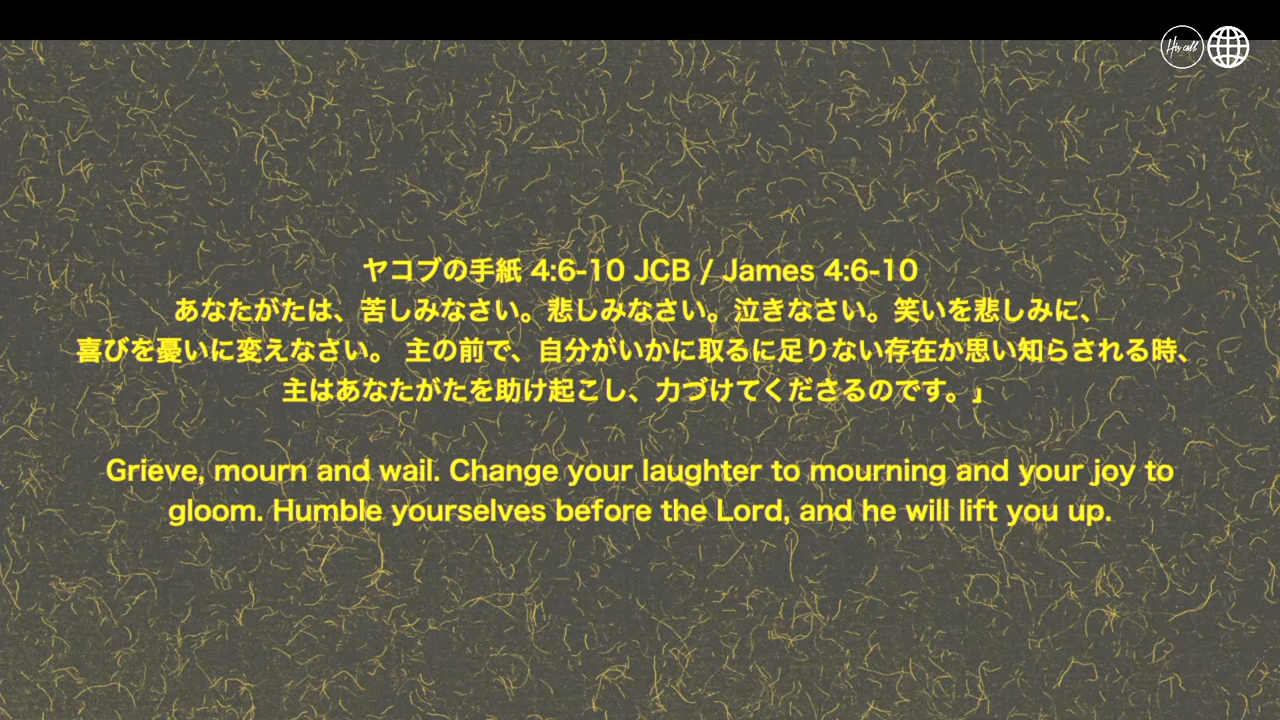 His call
ヤコブの手紙 4:6-10 JCB / James 4:6-10
あなたがたは、苦しみなさい。悲しみなさい。泣きなさい。笑いを悲しみに、
喜びを憂いに変えなさい。 主の前で、自分がいかに取るに足りない存在か思い知らされる時、
主はあなたがたを助け起こし、力づけてくださるのです。」
Grieve, mourn and wail. Change your laughter to mourning and your joy to
gloom. Humble yourselves before the Lord, and he will lift you up.